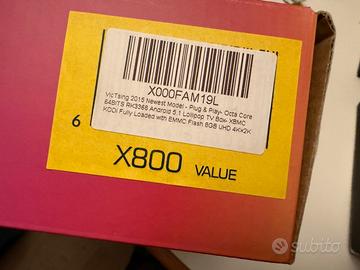 X000FAM19L
VicTsing 2015 Newest Model - Plug & Play- Octa Core
64BITS RK3368 Android 5.1 Lollipop TV Box- XBMC
KODI Fully Loaded with EMMC Flash 8GB UHD 4Kx2K
6
X800 VALUE
subito